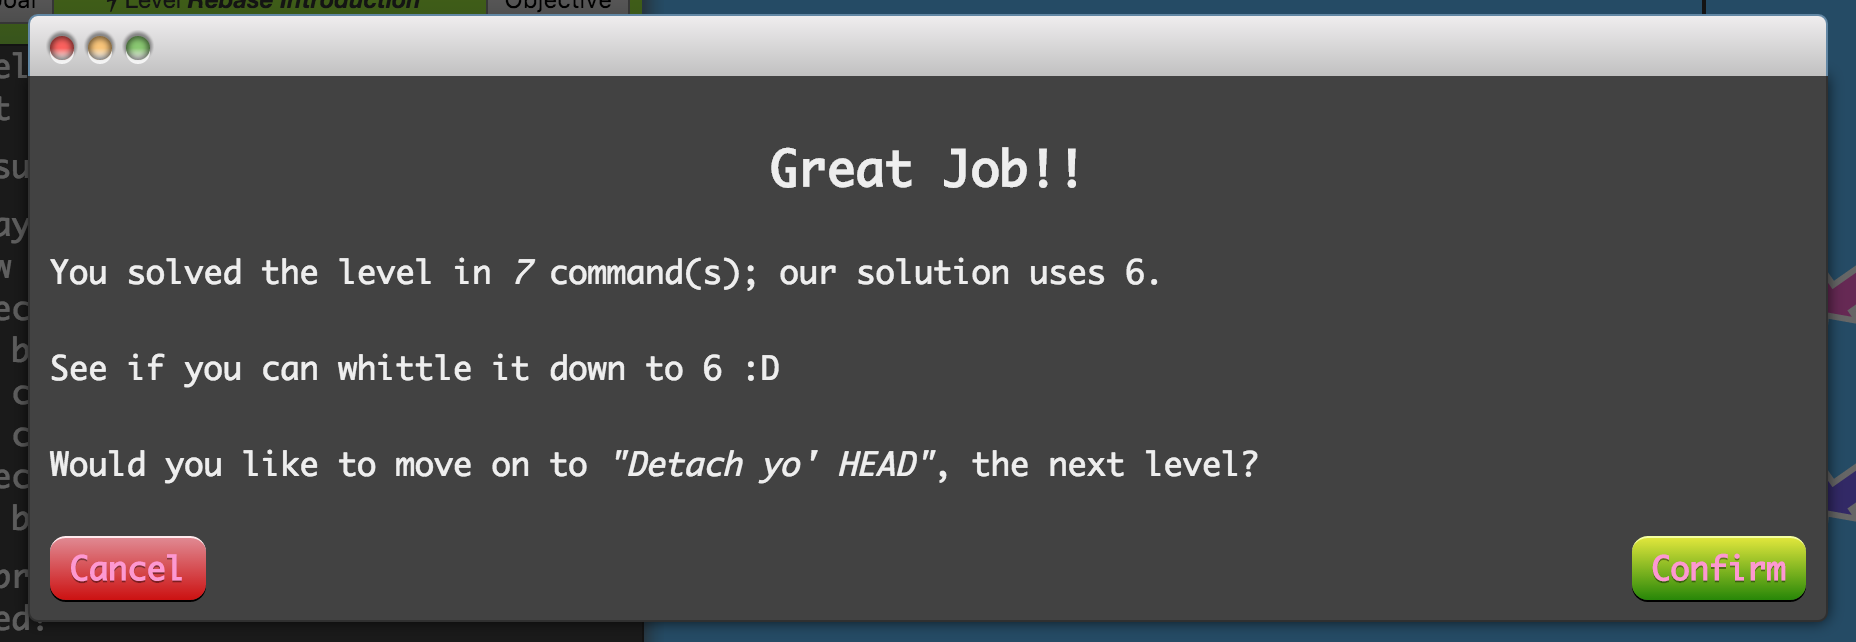 Level Rebase Introduction
Objective
Great Job!!
You solved the level in 7 command(s); our solution uses 6.
See if you can whittle it down to 6 :D
Would you like to move on to "Detach yo' HEAD", the next level?
Cancel
Confirm